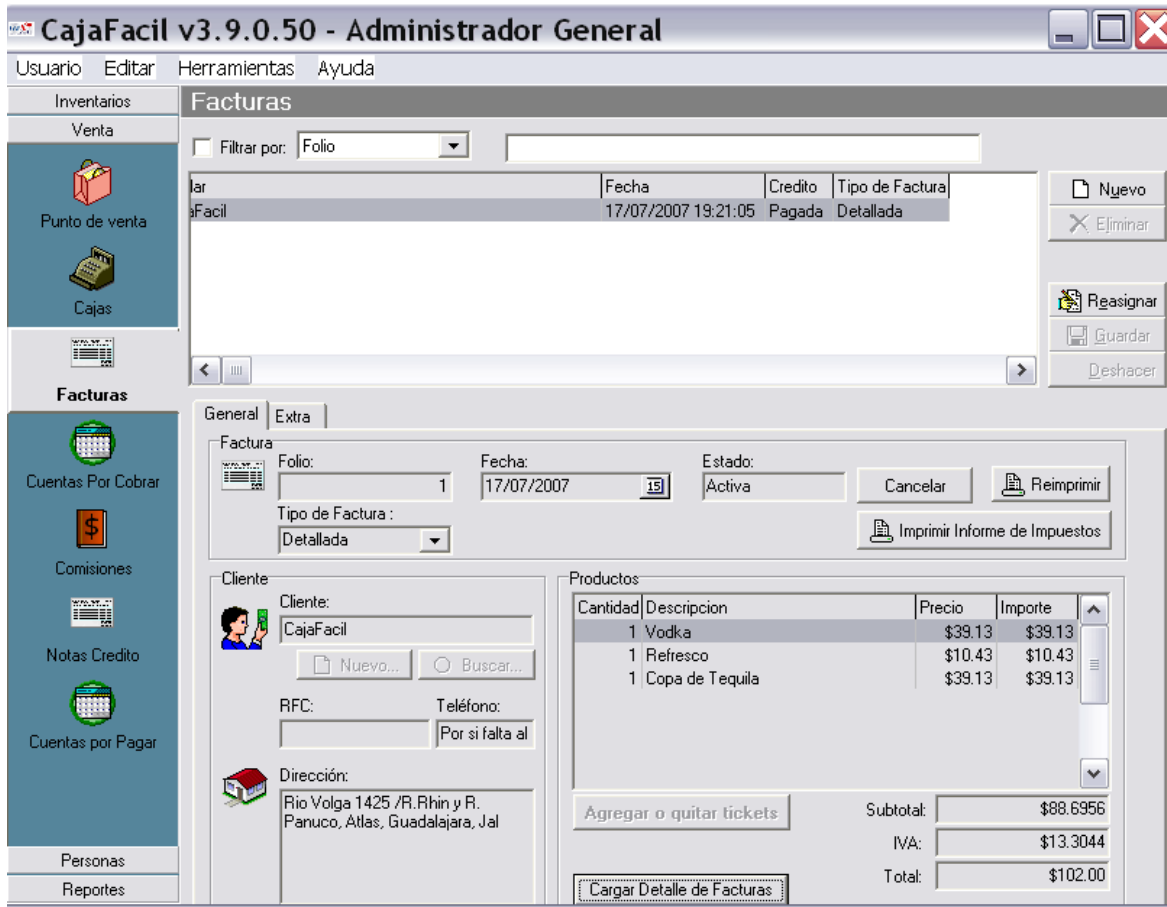 CajaFacil v3.9.0.50 - Administrador General
Usuario Editar Herramientas Ayuda
Inventarios
Venta
Punto de venta
Cajas
Facturas
Cuentas Por Cobrar
Comisiones
Notas Credito
Cuentas por Pagar
Personas
Reportes
Facturas
Filtrar por: Folio
lar Fecha Credito Tipo de Factura
aFacil 17/07/2007 19:21:05 Pagada Detallada
Nuevo
Eliminar
Reasignar
Guardar
Deshacer
General Extra
Factura
Folio: Fecha: Estado:
1 17/07/2007 15 Activa Cancelar Reimprimir
Tipo de Factura :
Detallada Imprimir Informe de Impuestos
Cliente
Cliente:
CajaFacil
Nuevo... Buscar...
RFC: Teléfono:
Por si falta al
Dirección:
Rio Volga 1425 /R.Rhin y R.
Panuco, Atlas, Guadalajara, Jal
Productos
Cantidad Descripcion Precio Importe
1 Vodka $39.13 $39.13
1 Refresco $10.43 $10.43
1 Copa de Tequila $39.13 $39.13
Agregar o quitar tickets
Subtotal: $88.6956
IVA: $13.3044
Total: $102.00
Cargar Detalle de Facturas